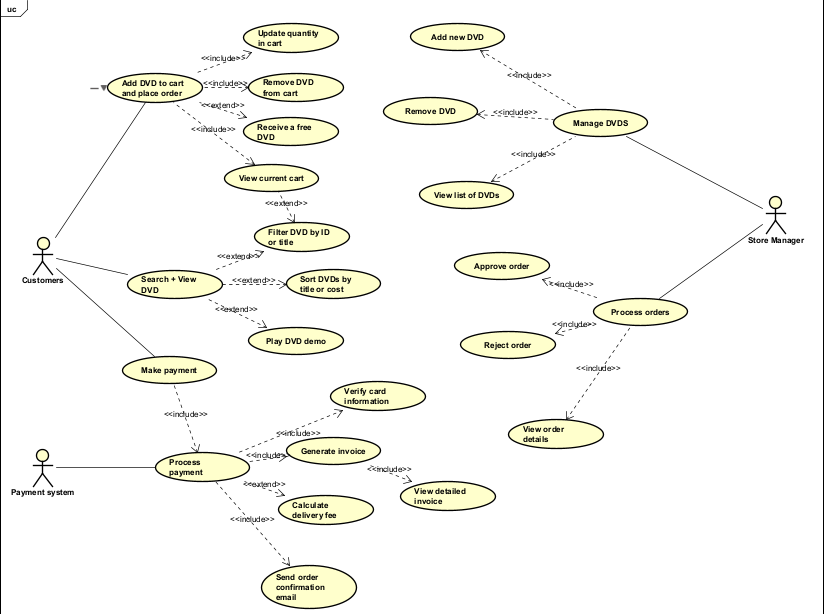 uc
Update quantity
in cart
Add new DVD
<<include>>
<<include>>
Add DVD to cart
and place order
<<include>>
Remove DVD
from cart
<<extend>>
Remove DVD
<<include>>
Manage DVDS
<<include>>
Receive a free
DVD
<<include>>
View current cart
View list of DVDs
<<extend>>
Filter DVD by ID
or title
Store Manager
<<extend>>
Customers
Search + View
DVD
<<extend>>
Sort DVDs by
title or cost
Approve order
<<include>>
<<extend>>
Process orders
<<include>>
Play DVD demo
Reject order
Make payment
<<include>>
Verify card
information
<<include>>
<<include>>
View order
details
Generate invoice
<<include>>
Process
payment
<<include>>
Payment system
<<extend>>
View detailed
invoice
Calculate
delivery fee
<<include>>
Send order
confirmation
email